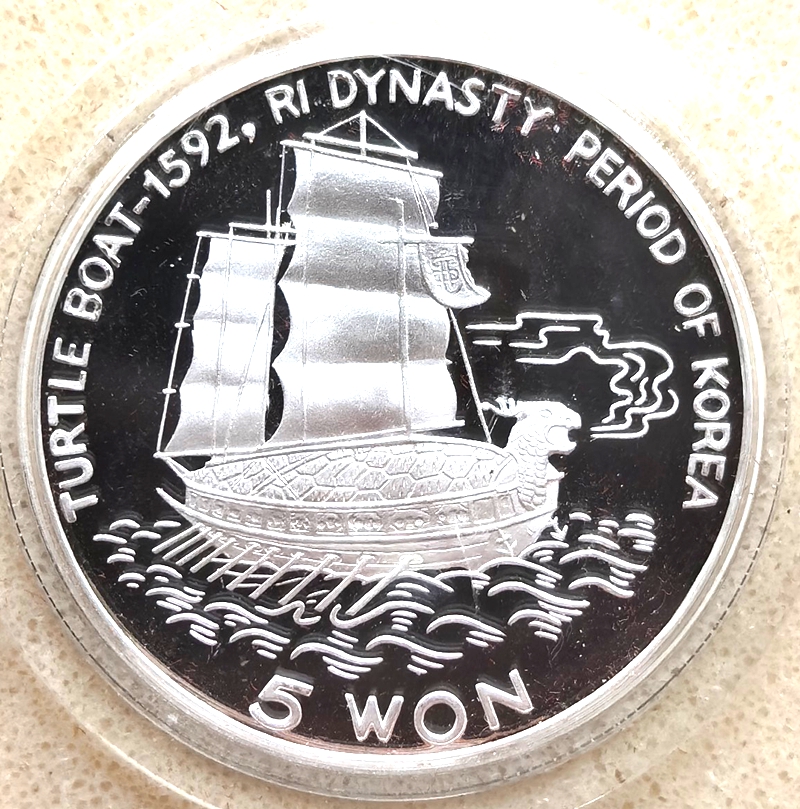 TURTLE BOAT-1592, RI DYNASTY PERIOD OF KOREA
5 WON